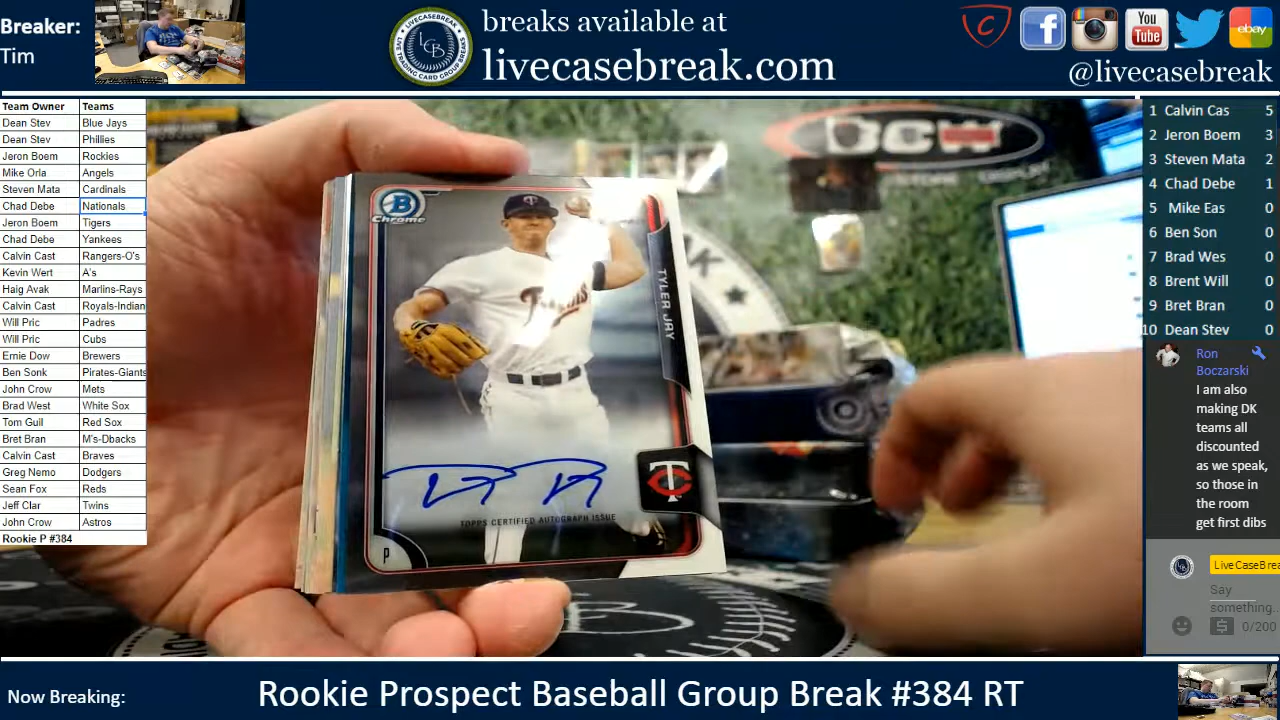 Breaker:
Tim
LIVECASEBREAK
LCB
LIVE TRADING CARD GROUP BREAKS
breaks available at
livecasebreak.com
You
Tube
ebay
@livecasebreak
Team Owner Teams
Dean Stev Blue Jays
Dean Stev Phillies
Jeron Boem Rockies
Mike Orla Angels
Steven Mata Cardinals
Chad Debe Nationals
Jeron Boem Tigers
Chad Debe Yankees
Calvin Cast Rangers-O's
Kevin Wert A's
Haig Avak Marlins-Rays
Calvin Cast Royals-Indian
Will Pric Padres
Will Pric Cubs
Ernie Dow Brewers
Ben Sonk Pirates-Giants
John Crow Mets
Brad West White Sox
Tom Guil Red Sox
Bret Bran M's-Dbacks
Calvin Cast Braves
Greg Nemo Dodgers
Sean Fox Reds
Jeff Clar Twins
John Crow Astros
Rookie P #384
BCW
B
Chrome
TYLER JAY
Twins
TC
TOPPS CERTIFIED AUTOGRAPH ISSUE
P
1 Calvin Cas 5
2 Jeron Boem 3
3 Steven Mata 2
4 Chad Debe 1
5 Mike Eas 0
6 Ben Son 0
7 Brad Wes 0
8 Brent Will 0
9 Bret Bran 0
10 Dean Stev 0
Ron
Boczarski
I am also
making DK
teams all
discounted
as we speak,
so those in
the room
get first dibs
LiveCaseBrea
Say
something...
0/200
Now Breaking:
Rookie Prospect Baseball Group Break #384 RT